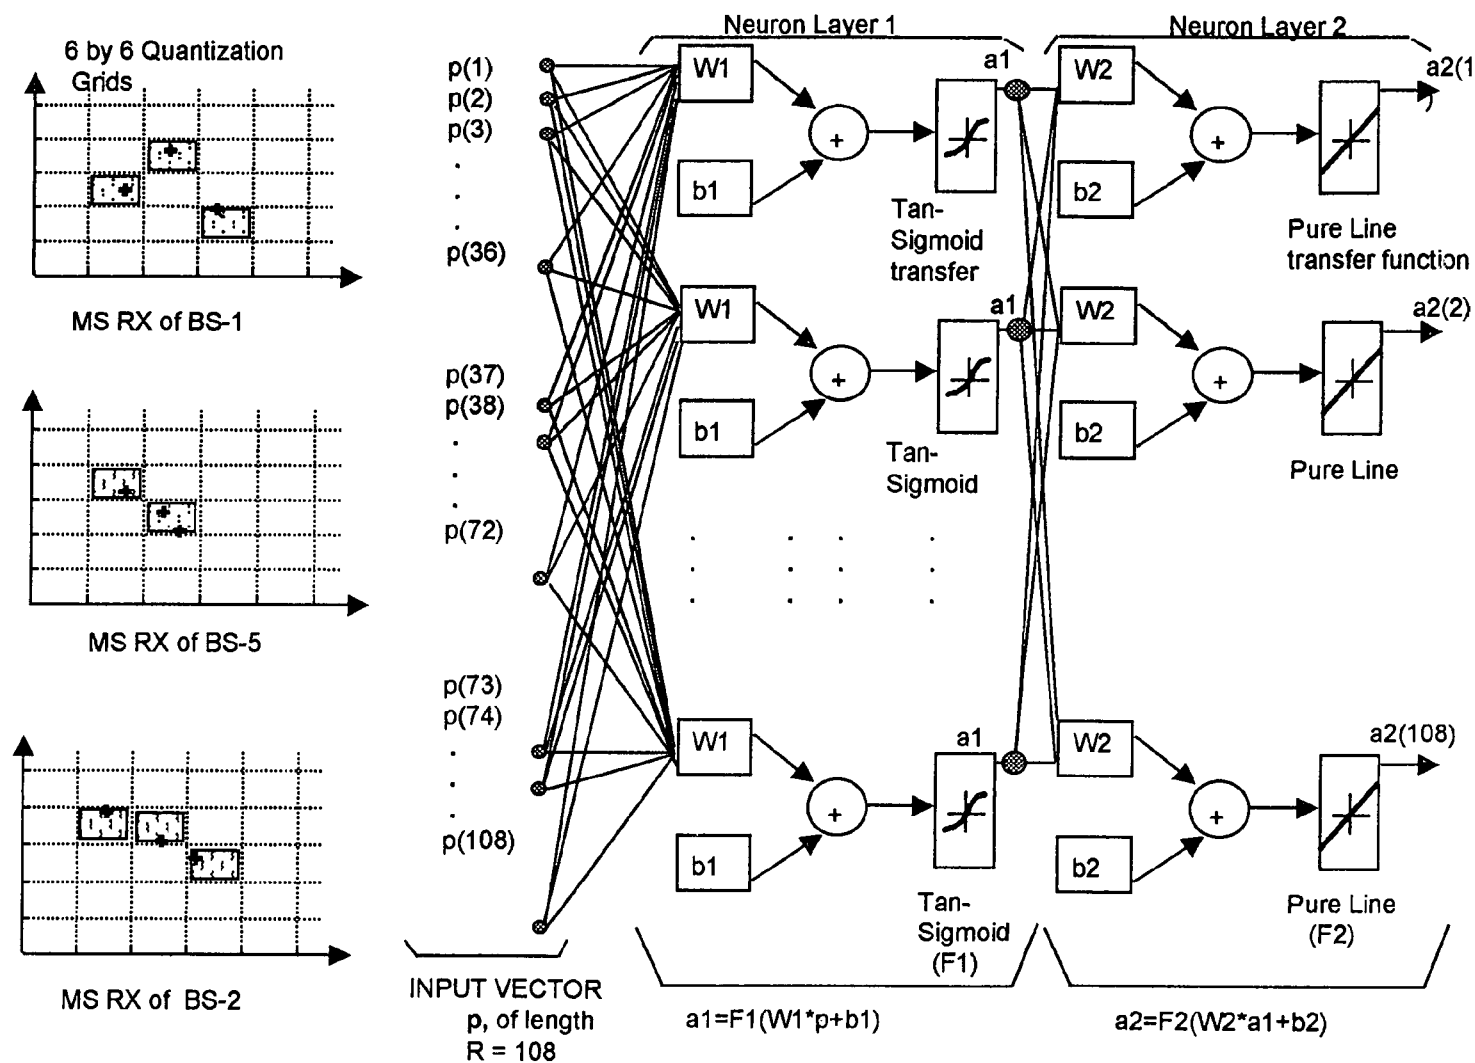 6 by 6 Quantization
Grids
MS RX of BS-1
MS RX of BS-5
MS RX of BS-2
p(1)
p(2)
p(3)
.
.
.
p(36)
p(37)
p(38)
.
.
.
p(72)
p(73)
p(74)
.
.
.
p(108)
INPUT VECTOR
p, of length
R = 108
Neuron Layer 1
W1
+
b1
a1
Tan-
Sigmoid
transfer
W1
+
b1
a1
Tan-
Sigmoid
. . . .
. . . .
. . . .
W1
+
b1
a1
Tan-
Sigmoid
(F1)
a1=F1(W1*p+b1)
Neuron Layer 2
W2
+
b2
a2(1
)
Pure Line
transfer function
W2
+
b2
a2(2)
Pure Line
W2
+
b2
a2(108)
Pure Line
(F2)
a2=F2(W2*a1+b2)